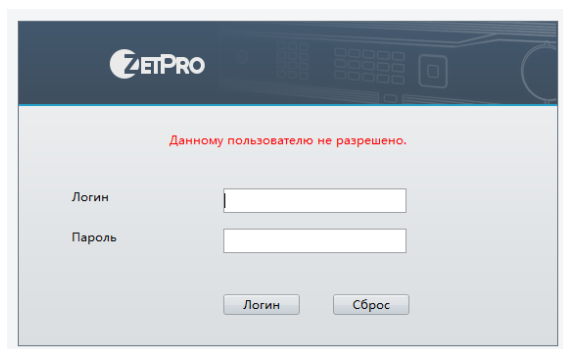 ZETPRO
Данному пользователю не разрешено.
Логин
Пароль
Логин Сброс